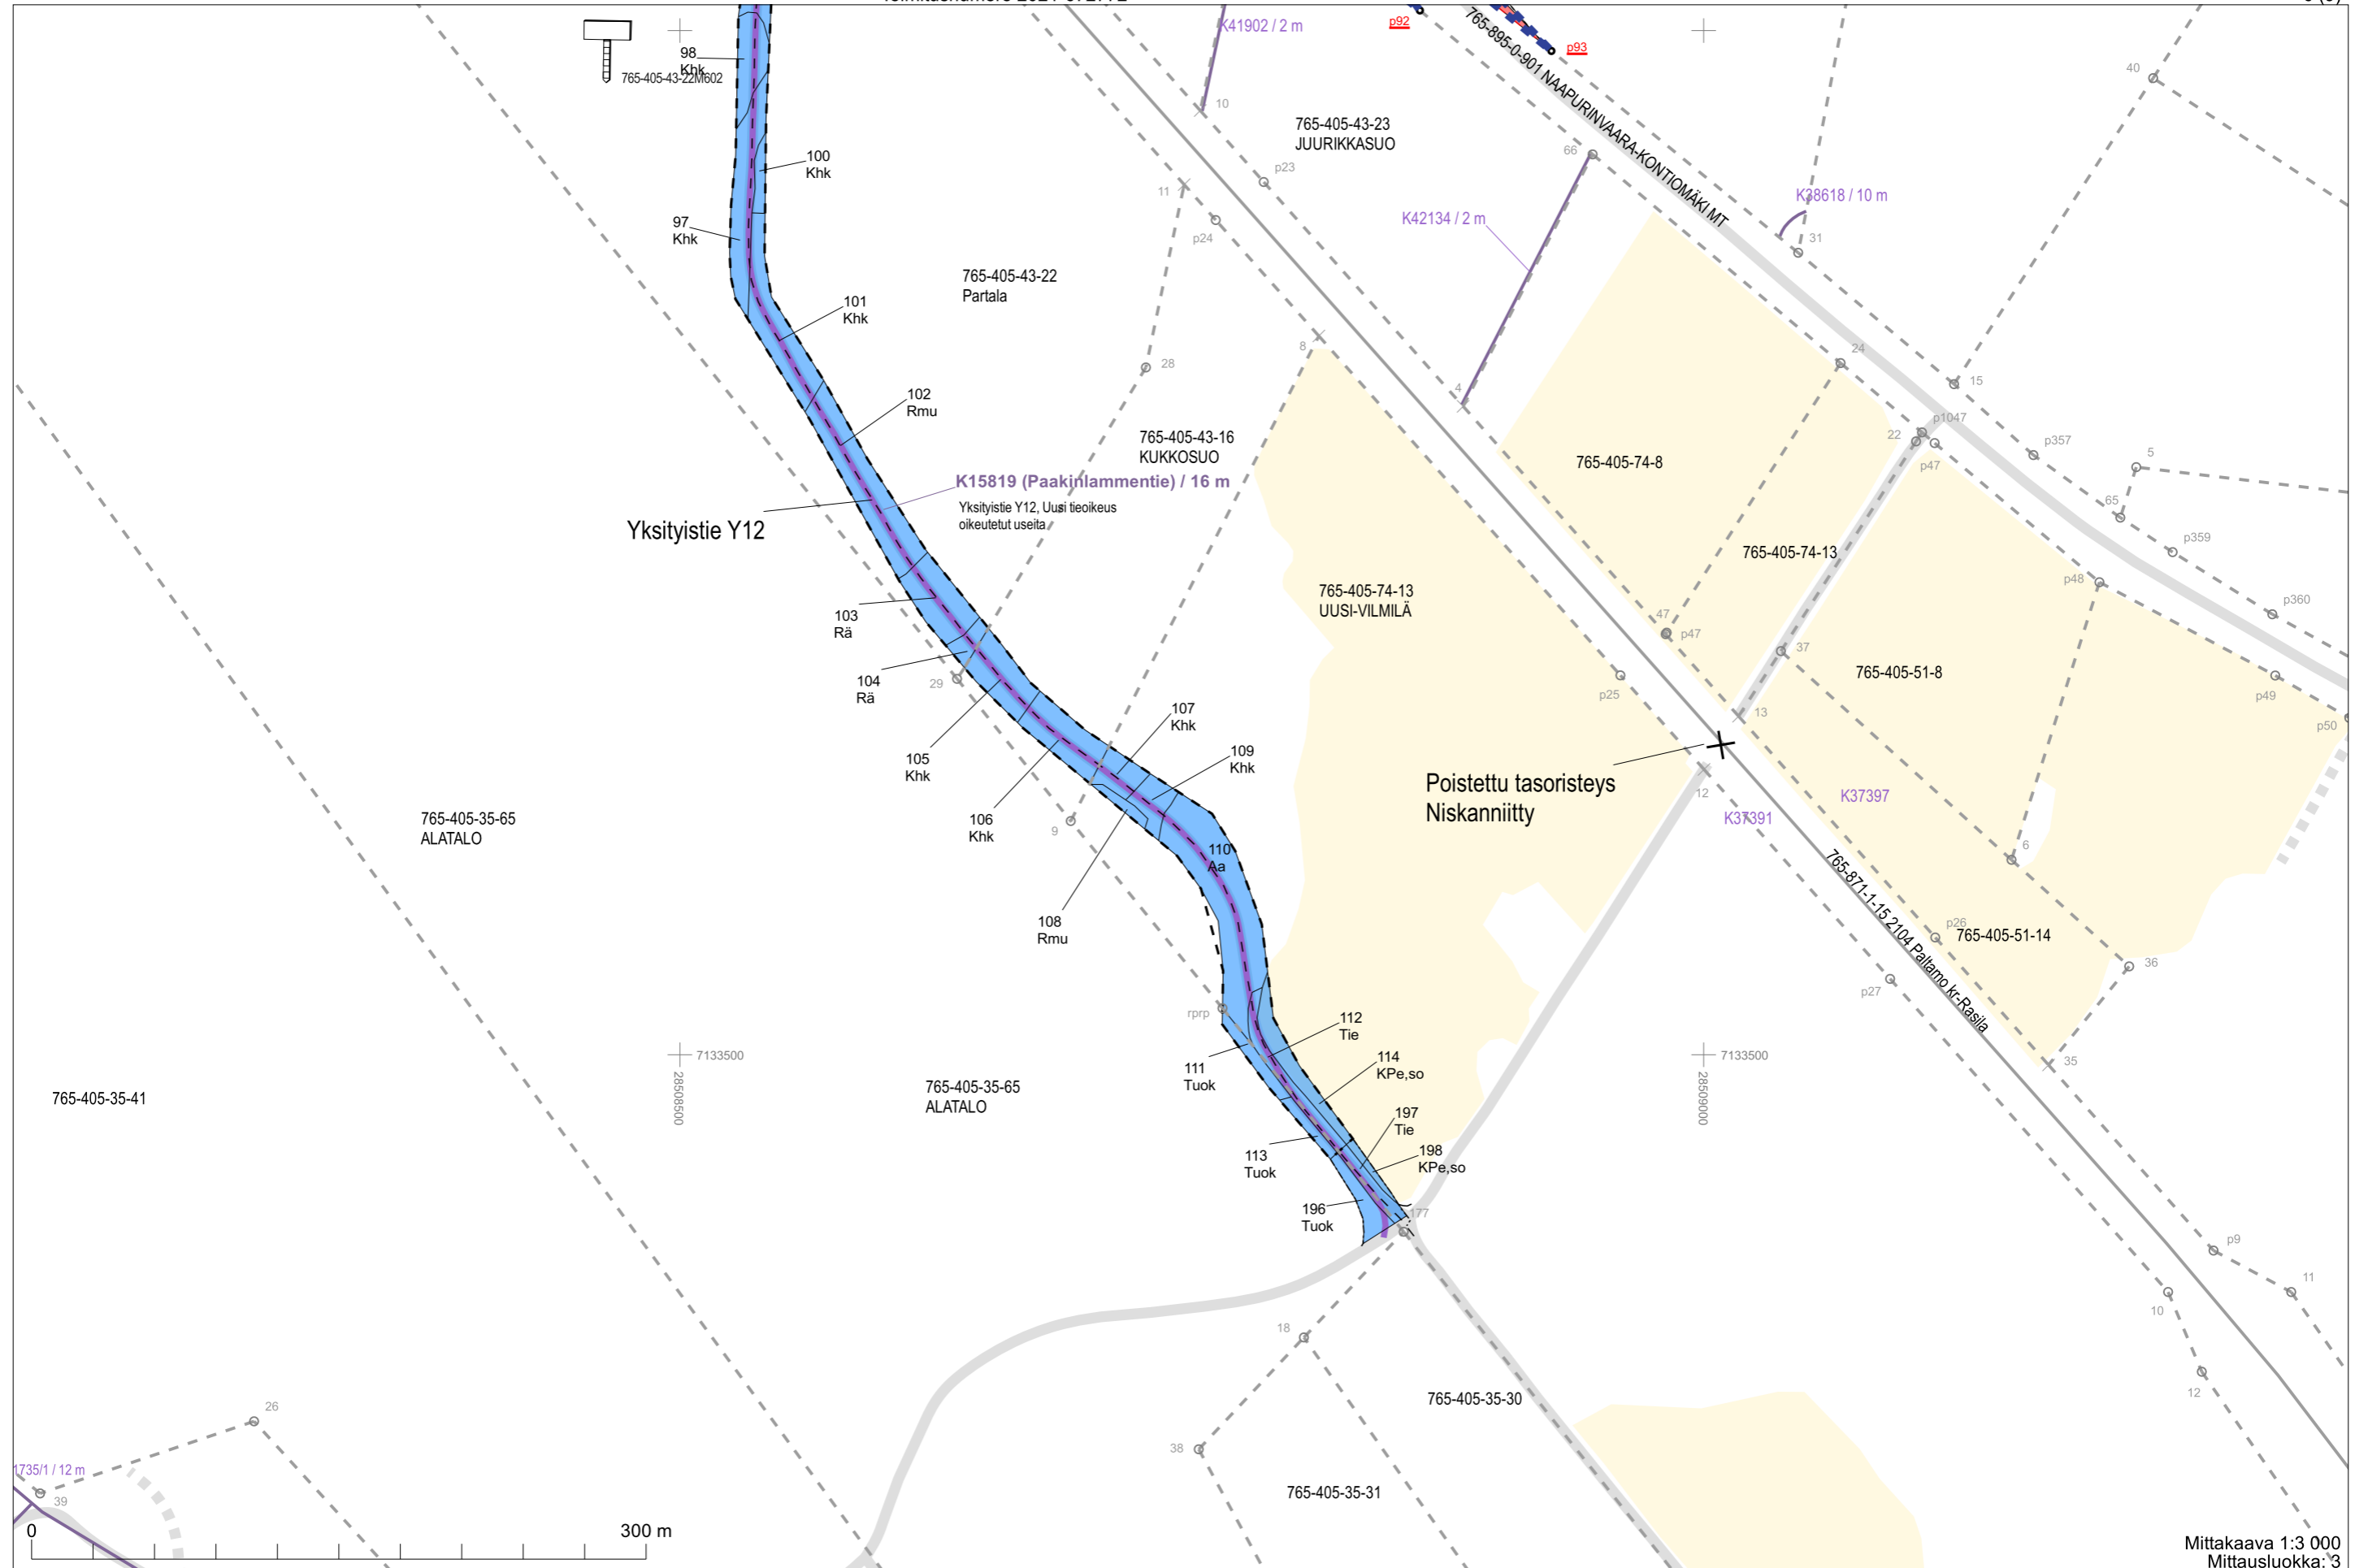 98
Khk
765-405-43-22M602
100
Khk
97
Khk
101
Khk
102
Rmu
765-405-43-22
Partala
K41902 / 2 m
10
p92
p93
765-895-0-901 NAAPURINVAARA-KONTIOMÄKI MT
765-405-43-23
JUURIKKASUO
p23
11
p24
66
K42134 / 2 m
K38618 / 10 m
31
40
28
8
4
24
15
765-405-43-16
KUKKOSUO
K15819 (Paakinlammentie) / 16 m
Yksityistie Y12, Uusi tieoikeus
oikeutetut useita
Yksityistie Y12
765-405-74-8
22
p1047
p47
p357
5
65
p359
p360
p48
765-405-74-13
765-405-74-13
UUSI-VILMILÄ
103
Rä
104
Rä
29
47
p47
37
765-405-51-8
p25
p49
p50
13
105
Khk
107
Khk
109
Khk
106
Khk
9
Poistettu tasoristeys
Niskanniitty
12
K37391
K37397
765-405-35-65
ALATALO
110
Aa
6
108
Rmu
765-871-1-15 2104 Paltamo kr-Rasila
p26
765-405-51-14
36
p27
rprp
112
Tie
7133500
28508500
111
Tuok
114
KPe,so
7133500
28509000
35
765-405-35-41
765-405-35-65
ALATALO
197
Tie
113
Tuok
198
KPe,so
196
Tuok
177
p9
11
10
18
12
765-405-35-30
26
38
1735/1 / 12 m
39
765-405-35-31
0
300 m
Mittakaava 1:3 000
Mittausluokka: 3